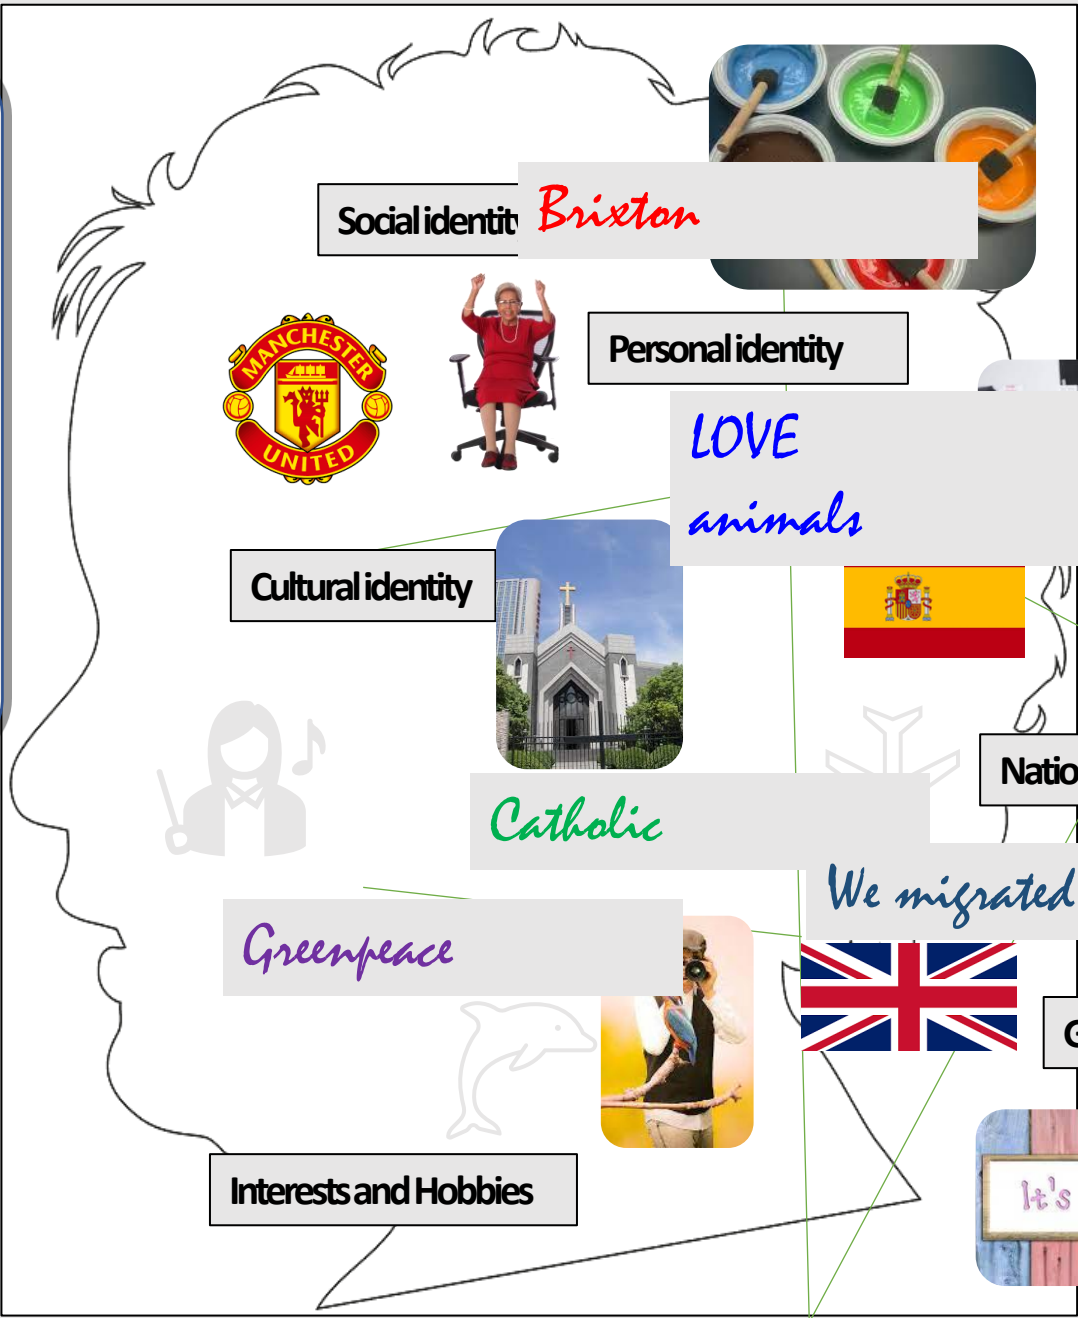 Social identity
Brixton
Personal identity
MANCHESTER
UNITED
LOVE
animals
Cultural identity
Natio
Catholic
We migrated
Greenpeace
G
It's
Interests and Hobbies